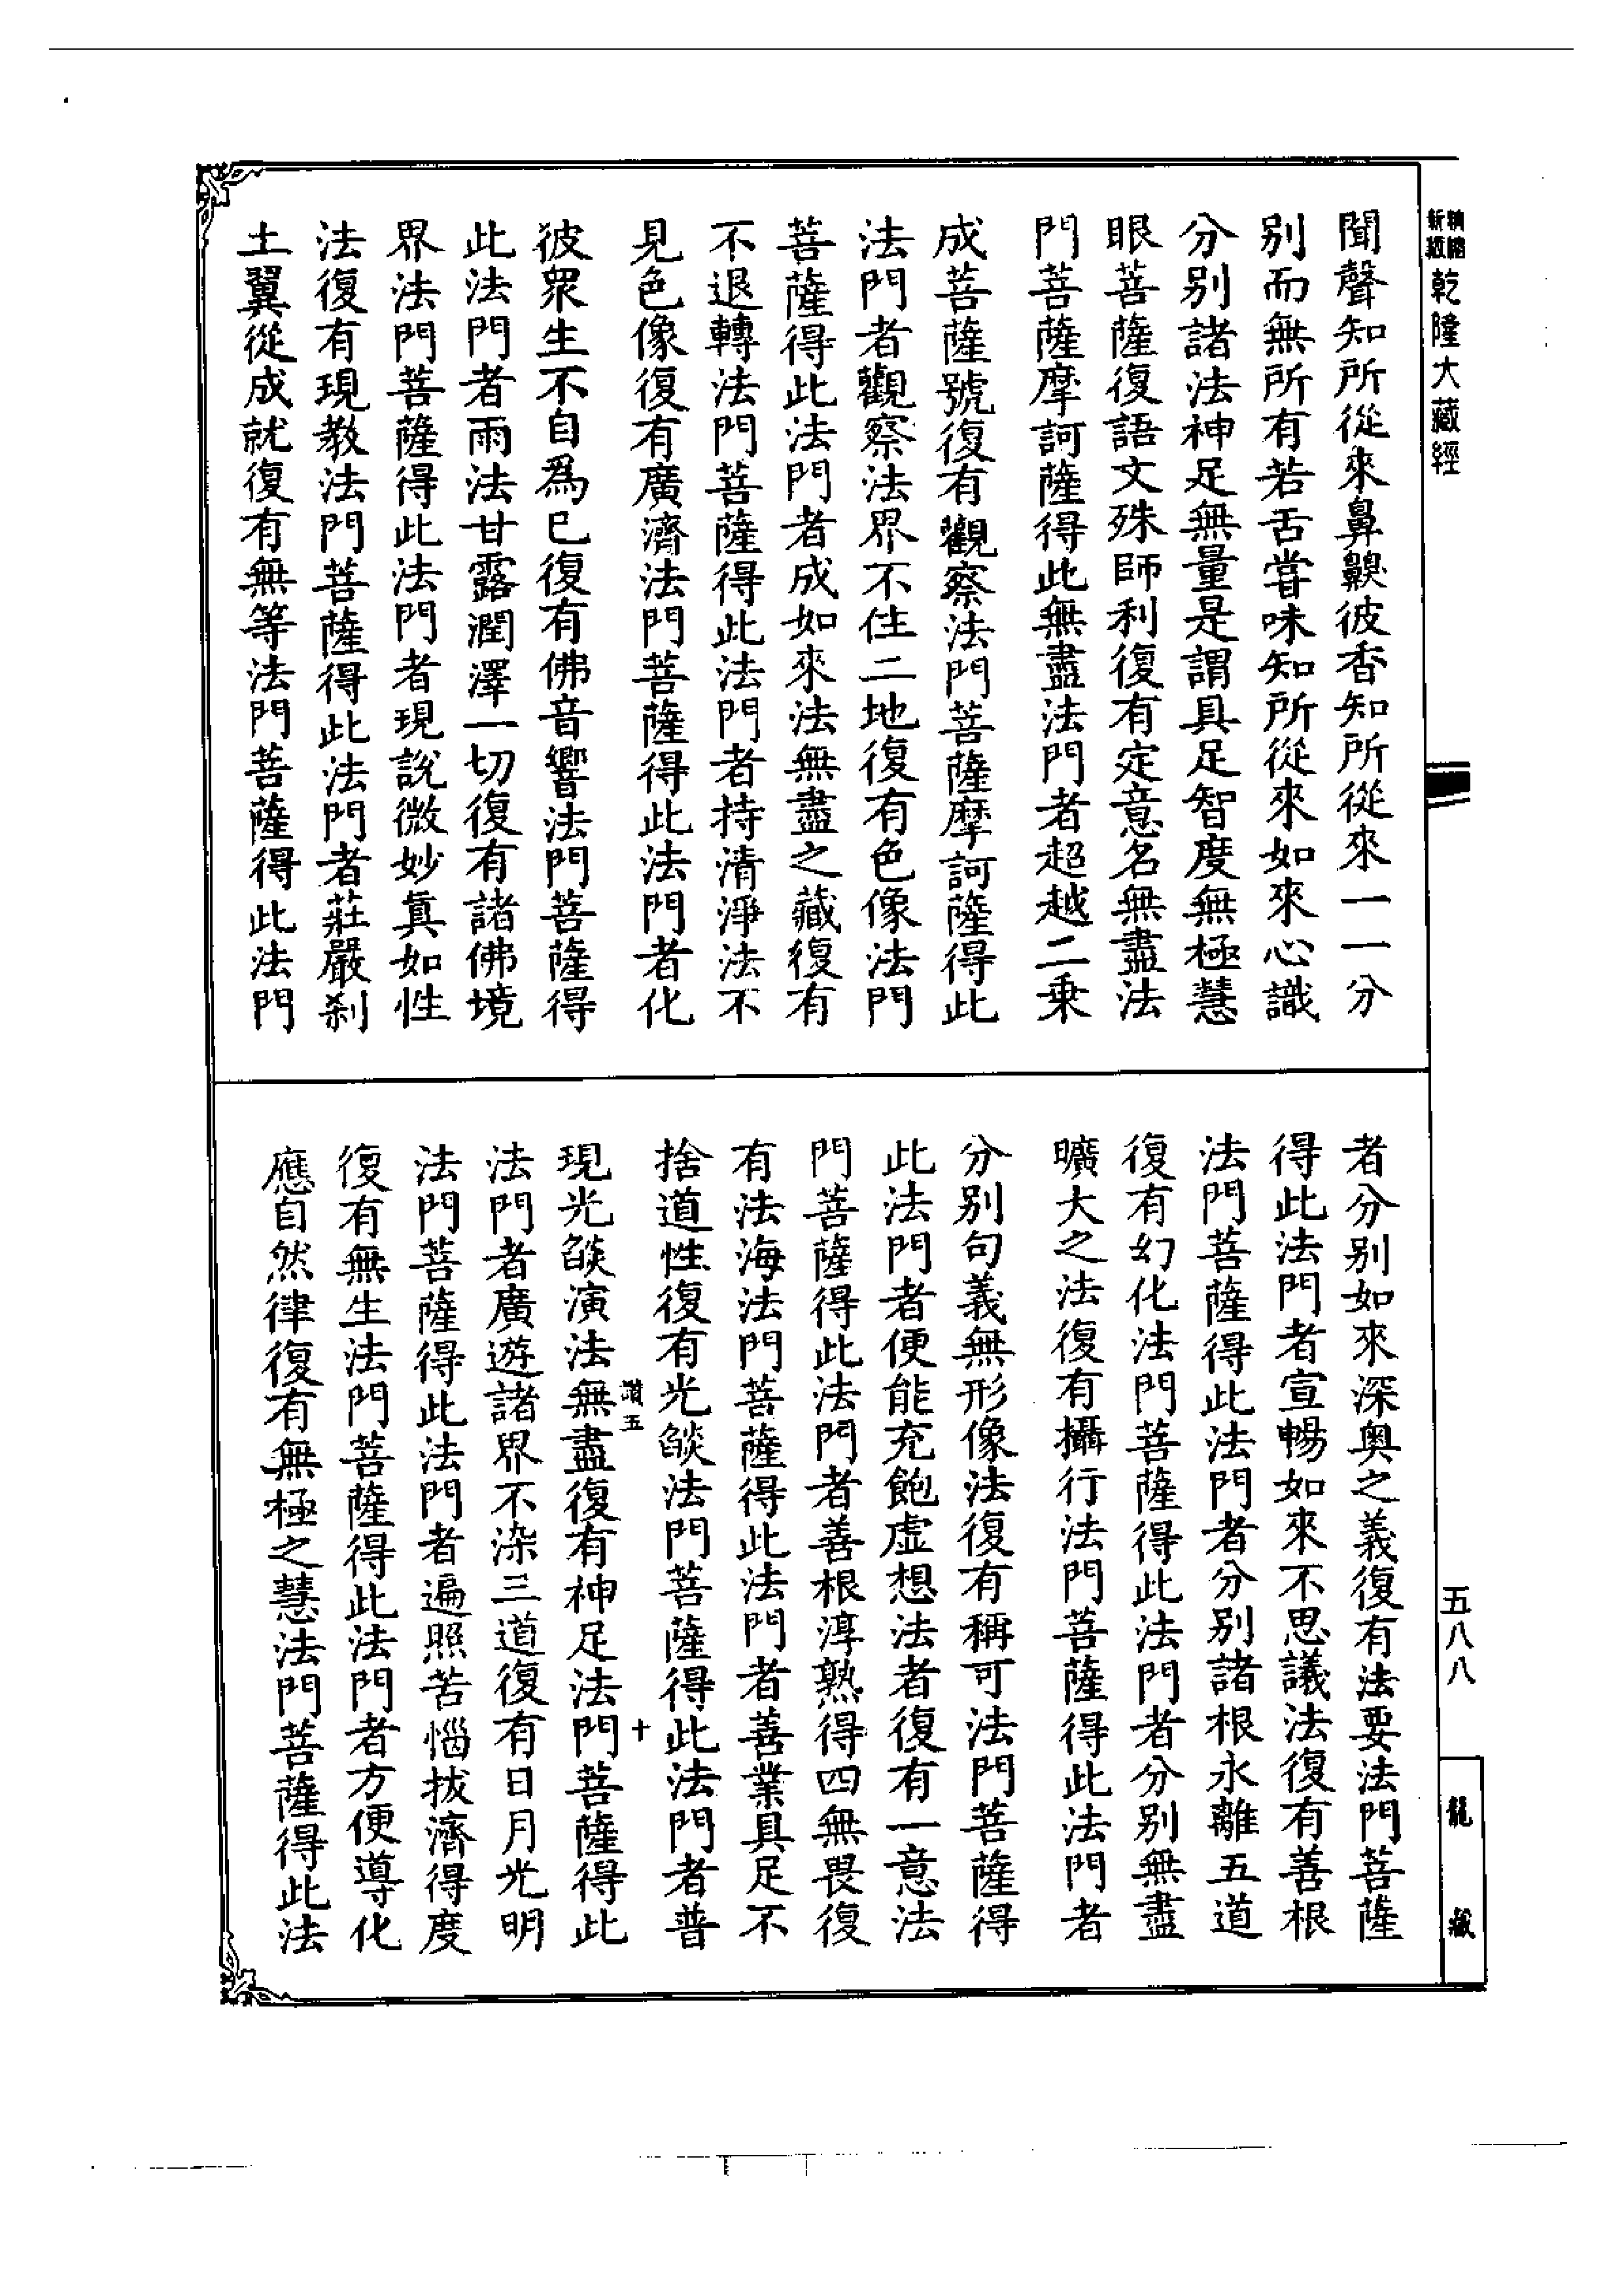 精縮
新編
乾隆大藏經
聞聲知所從來鼻齅彼香知所從來一一分
別而無所有若舌嘗味知所從來如來心識
分別諸法神足無量是謂具足智度無極慧
眼菩薩復語文殊師利復有定意名無盡法
門菩薩摩訶薩得此無盡法門者超越二乗
成菩薩號復有觀察法門菩薩摩訶薩得此
法門者觀察法界不住二地復有色像法門
菩薩得此法門者成如來法無盡之藏復有
不退轉法門菩薩得此法門者持清淨法不
見色像復有廣濟法門菩薩得此法門者化
彼眾生不自爲已復有佛音響法門菩薩得
此法門者雨法甘露潤澤一切復有諸佛境
界法門菩薩得此法門者現說微妙眞如性
法復有現教法門菩薩得此法門者莊嚴刹
土翼從成就復有無等法門菩薩得此法門
者分別如來深奥之義復有法要法門菩薩
得此法門者宣暢如來不思議法復有善根
法門菩薩得此法門者分別諸根永離五道
復有幻化法門菩薩得此法門者分別無盡
曠大之法復有攝行法門菩薩得此法門者
分別句義無形像法復有稱可法門菩薩得
此法門者便能充飽虛想法者復有一意法
門菩薩得此法門者善根淳熟得四無畏復
有法海法門菩薩得此法門者善業具足不
捨道性復有光燄法門菩薩得此法門者普
讃五 十
現光燄演法無盡復有神足法門菩薩得此
法門者廣遊諸界不染三道復有日月光明
法門菩薩得此法門者遍照苦惱拔濟得度
復有無生法門菩薩得此法門者方便導化
應自然律復有無極之慧法門菩薩得此法
五八八
龍藏